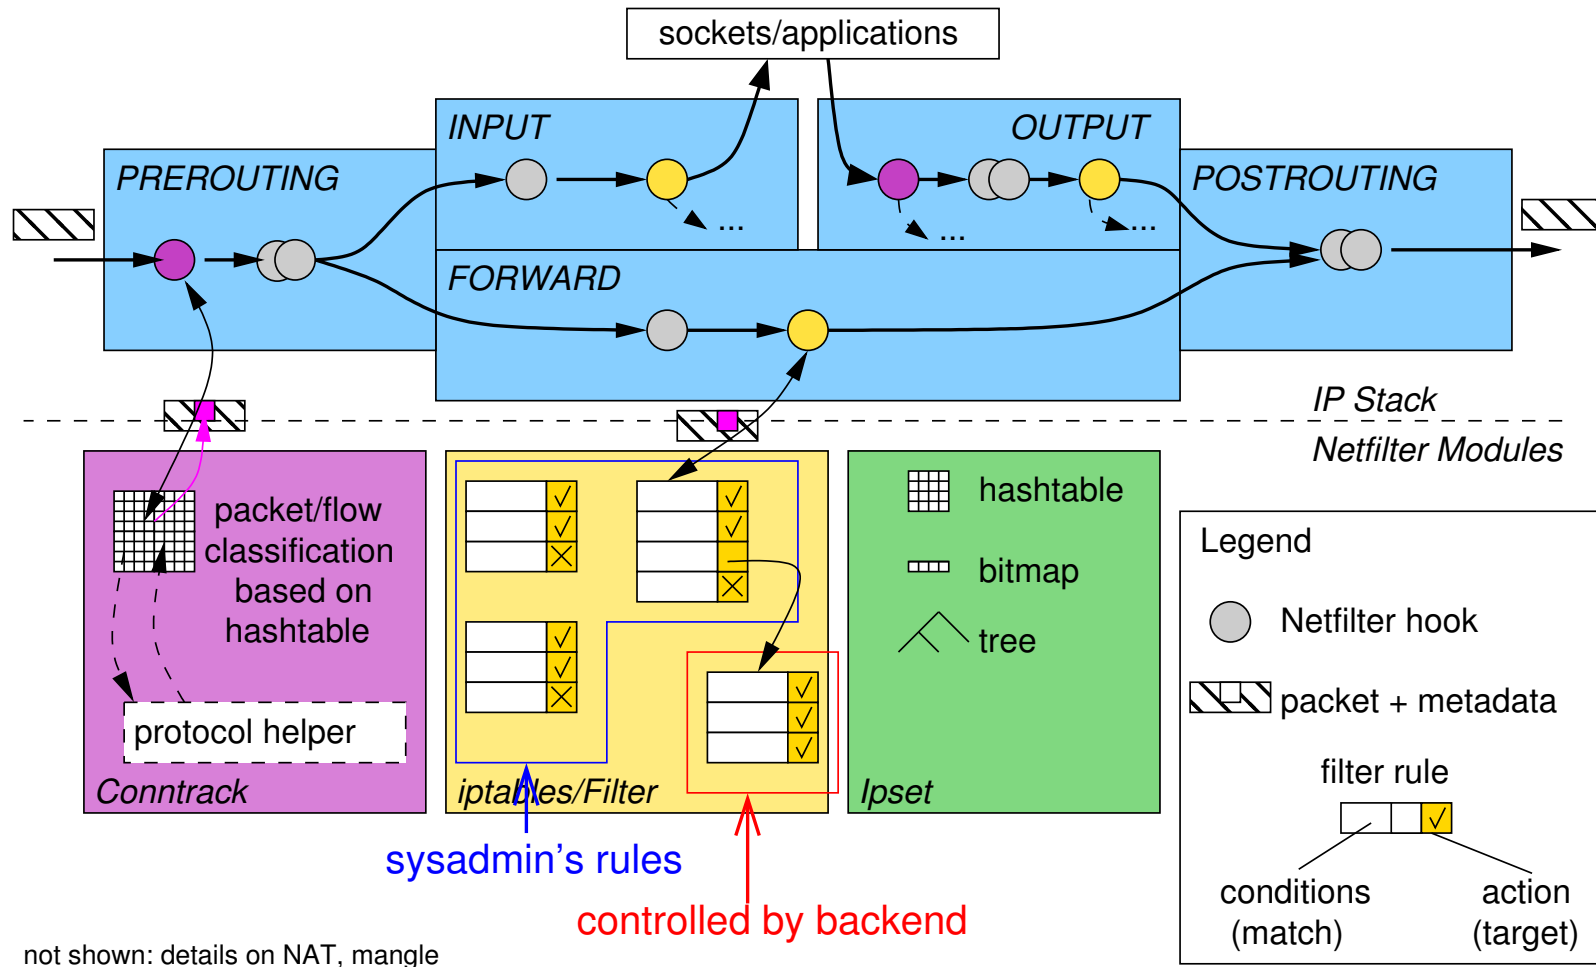 sockets/applications
INPUT
OUTPUT
PREROUTING
POSTROUTING
...
...
...
FORWARD
IP Stack
Netfilter Modules
packet/flow
classification
based on
hashtable
protocol helper
Conntrack
iptables/Filter
hashtable
bitmap
tree
Ipset
Legend
Netfilter hook
packet + metadata
filter rule
conditions
(match)
action
(target)
sysadmin's rules
controlled by backend
not shown: details on NAT, mangle